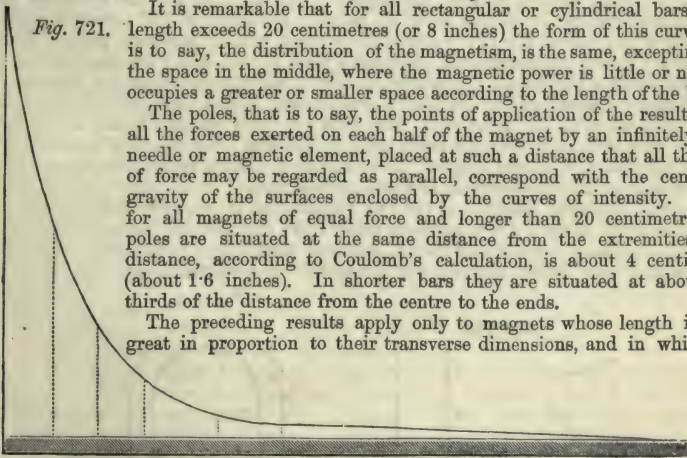 It is remarkable that for all rectangular or cylindrical bars
Fig. 721. length exceeds 20 centimetres (or 8 inches) the form of this curv
is to say, the distribution of the magnetism, is the same, exceptin
the space in the middle, where the magnetic power is little or n
occupies a greater or smaller space according to the length of the
The poles, that is to say, the points of application of the result
all the forces exerted on each half of the magnet by an infinitely
needle or magnetic element, placed at such a distance that all th
of force may be regarded as parallel, correspond with the cen
gravity of the surfaces enclosed by the curves of intensity.
for all magnets of equal force and longer than 20 centimetr
poles are situated at the same distance from the extremitie
distance, according to Coulomb's calculation, is about 4 centi
(about 1·6 inches). In shorter bars they are situated at abo
thirds of the distance from the centre to the ends.
The preceding results apply only to magnets whose length i
great in proportion to their transverse dimensions, and in whi